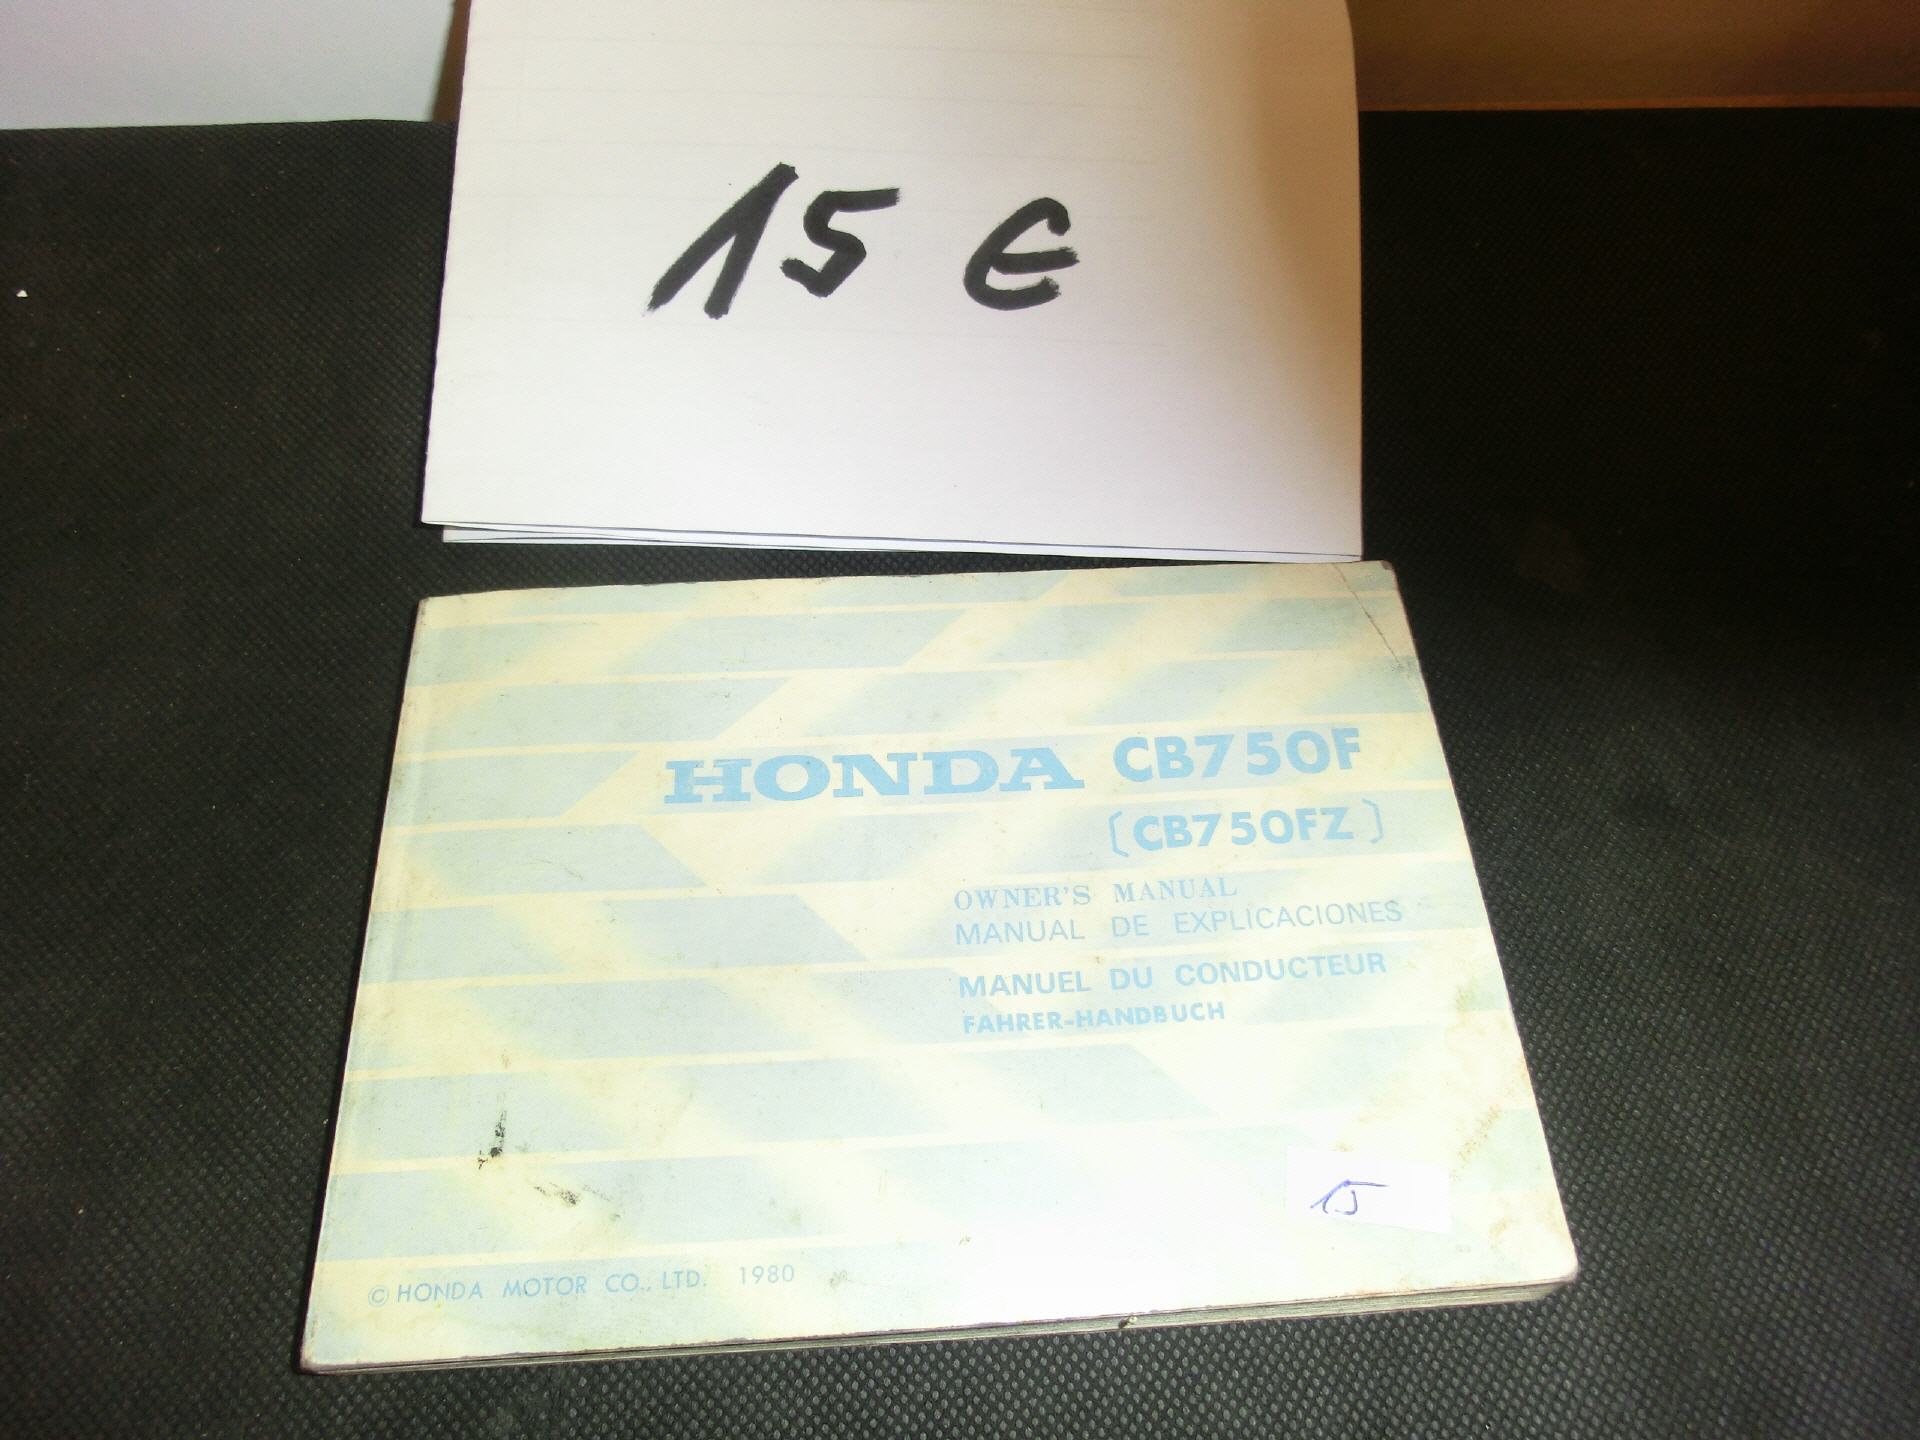 15 €
HONDA CB750F
[CB750FZ]
OWNER'S MANUAL
MANUAL DE EXPLICACIONES
MANUEL DU CONDUCTEUR
FAHRER-HANDBUCH
15
© HONDA MOTOR CO., LTD. 1980